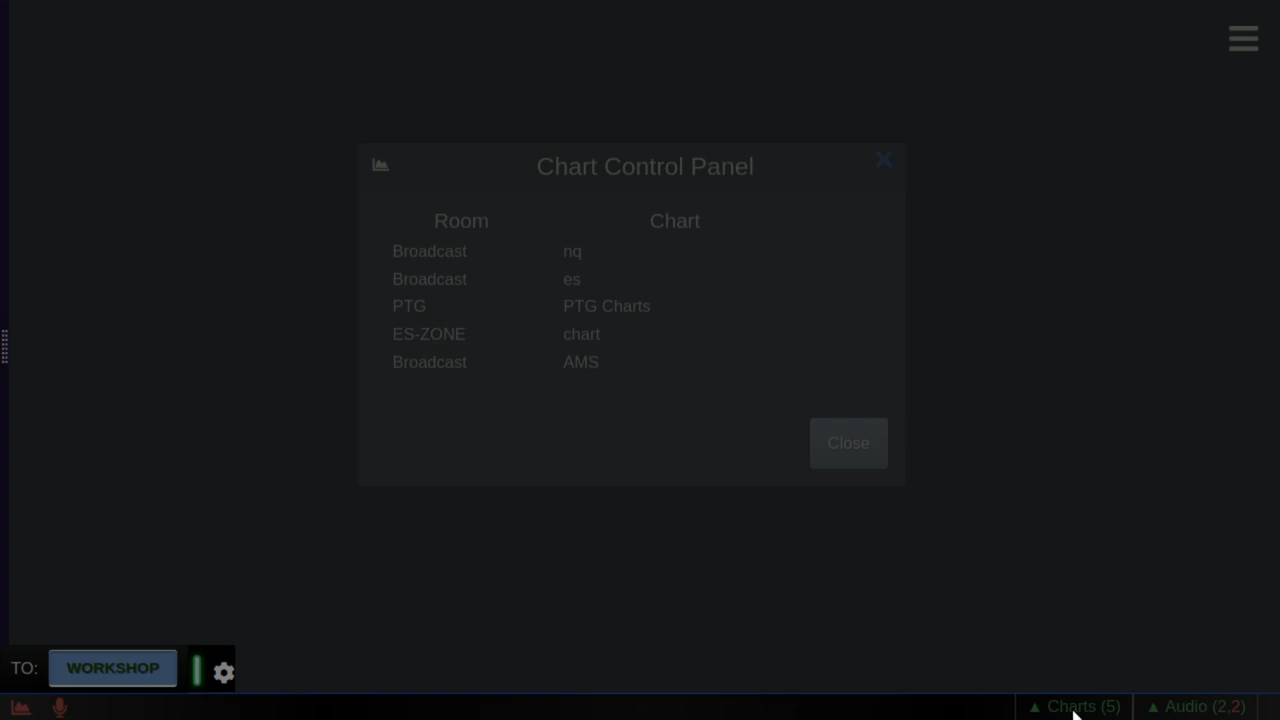 Chart Control Panel
Room Chart
Broadcast nq
Broadcast es
PTG PTG Charts
ES-ZONE chart
Broadcast AMS
Close
TO: WORKSHOP
▲ Charts (5) ▲ Audio (2,2)